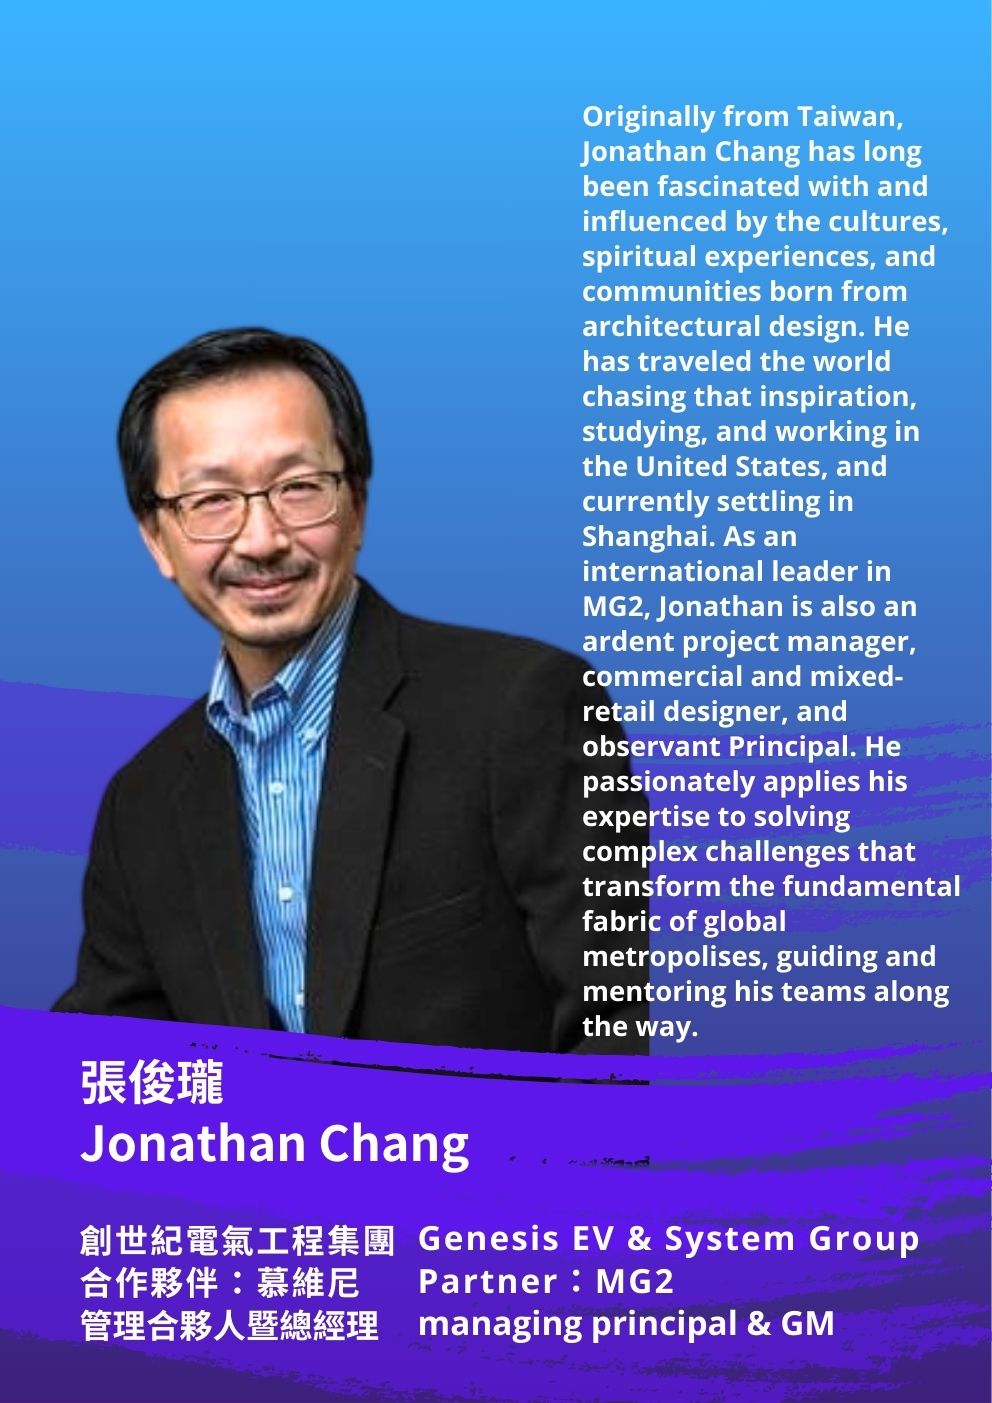 Originally from Taiwan,
Jonathan Chang has long
been fascinated with and
influenced by the cultures,
spiritual experiences, and
communities born from
architectural design. He
has traveled the world
chasing that inspiration,
studying, and working in
the United States, and
currently settling in
Shanghai. As an
international leader in
MG2, Jonathan is also an
ardent project manager,
commercial and mixed-
retail designer, and
observant Principal. He
passionately applies his
expertise to solving
complex challenges that
transform the fundamental
fabric of global
metropolises, guiding and
mentoring his teams along
the way.
張俊瓏
Jonathan Chang
創世紀電氣工程集團
合作夥伴：慕維尼
管理合夥人暨總經理
Genesis EV & System Group
Partner：MG2
managing principal & GM